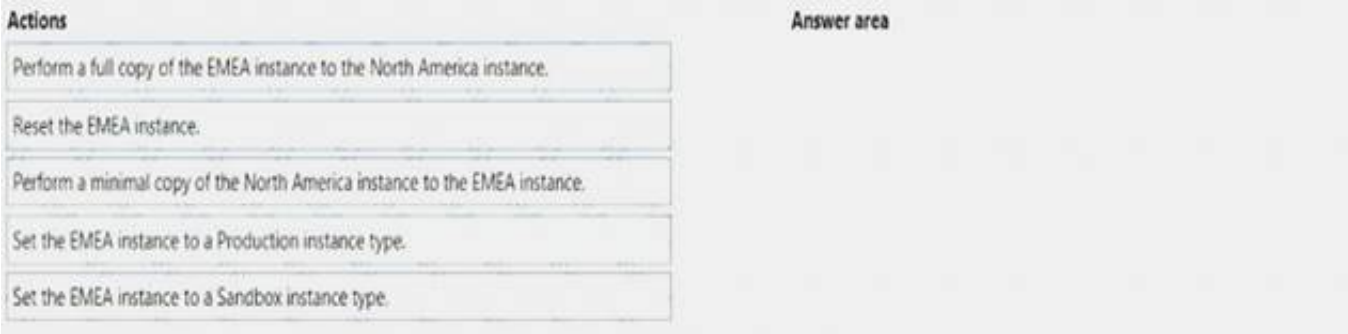 Actions
Answer area
Perform a full copy of the EMEA instance to the North America instance.
Reset the EMEA instance.
Perform a minimal copy of the North America instance to the EMEA instance.
Set the EMEA instance to a Production instance type.
Set the EMEA instance to a Sandbox instance type.